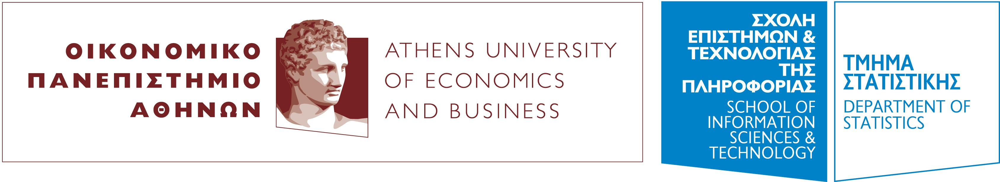 ΟΙΚΟΝΟΜΙΚΟ
ΠΑΝΕΠΙΣΤΗΜΙΟ
ΑΘΗΝΩΝ
ATHENS UNIVERSITY
OF ECONOMICS
AND BUSINESS
ΣΧΟΛΗ
ΕΠΙΣΤΗΜΩΝ &
ΤΕΧΝΟΛΟΓΙΑΣ
ΤΗΣ
ΠΛΗΡΟΦΟΡΙΑΣ
SCHOOL OF
INFORMATION
SCIENCES &
TECHNOLOGY
ΤΜΗΜΑ
ΣΤΑΤΙΣΤΙΚΗΣ
DEPARTMENT OF
STATISTICS